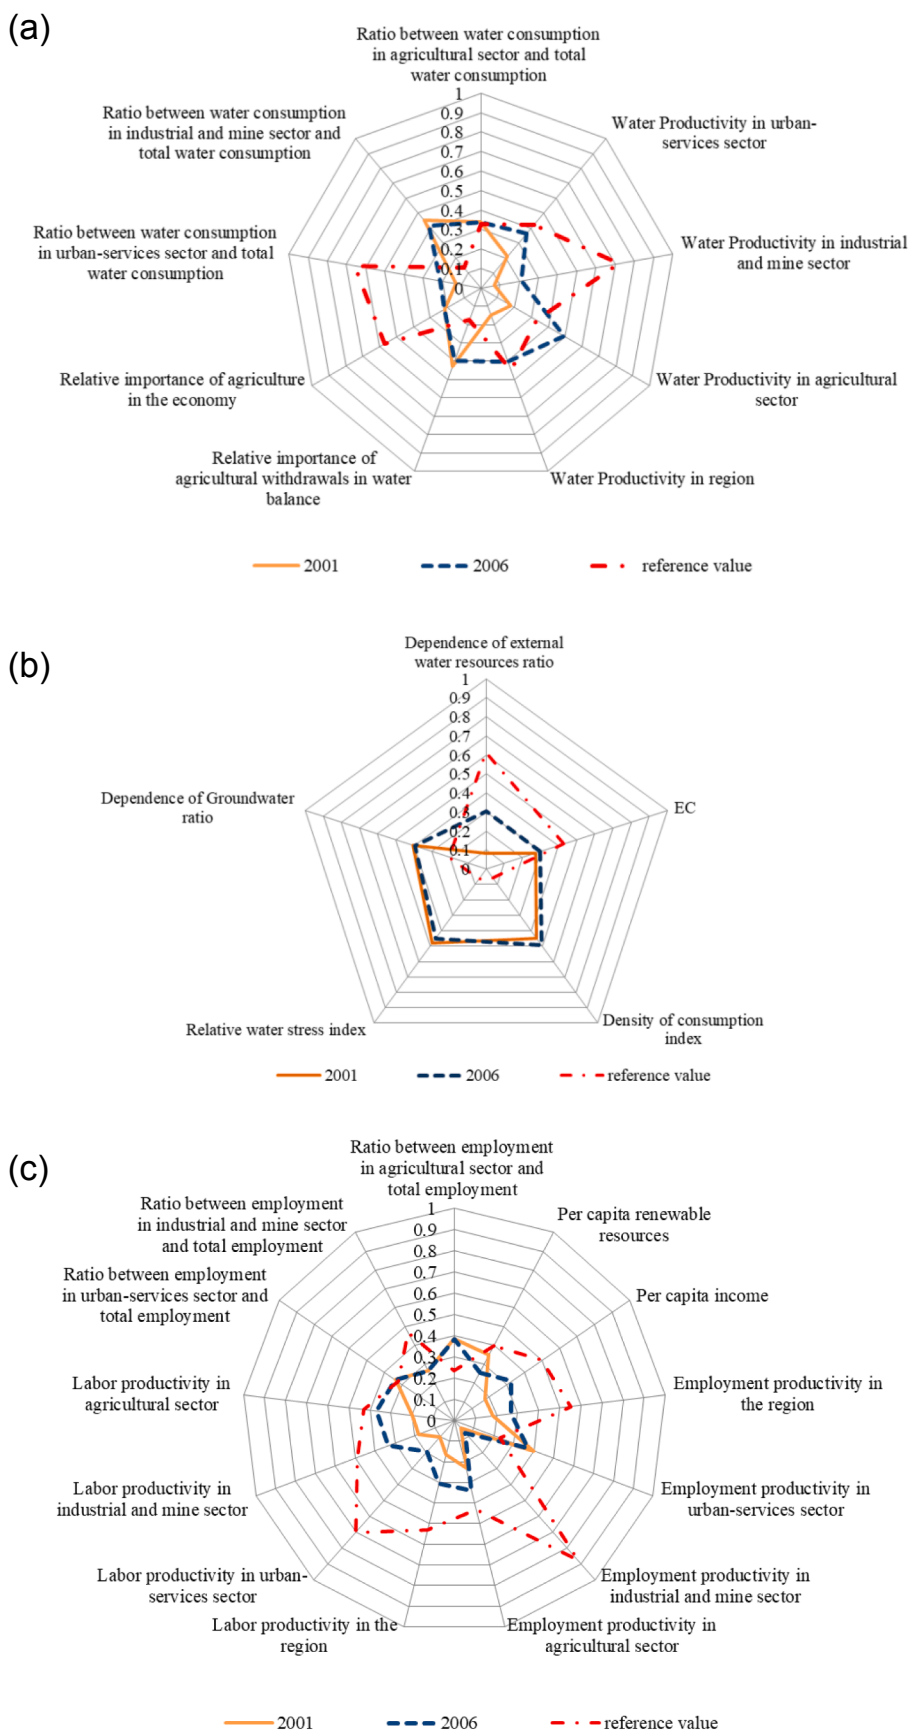 (a)
Ratio between water consumption
in agricultural sector and total
water consumption
Ratio between water consumption
in industrial and mine sector and
total water consumption
Water Productivity in urban-
services sector
Ratio between water consumption
in urban-services sector and total
water consumption
Water Productivity in industrial
and mine sector
Relative importance of agriculture
in the economy
Water Productivity in agricultural
sector
Relative importance of
agricultural withdrawals in water
balance
Water Productivity in region
1
0.9
0.8
0.7
0.6
0.5
0.4
0.3
0.2
0.1
0
2001 2006 reference value
(b)
Dependence of external
water resources ratio
1
0.9
0.8
0.7
0.6
0.5
0.4
0.3
0.2
0.1
0
Dependence of Groundwater
ratio
EC
Relative water stress index
Density of consumption
index
2001 2006 reference value
(c)
Ratio between employment
in agricultural sector and
total employment
Ratio between employment
in industrial and mine sector
and total employment
Per capita renewable
resources
Ratio between employment
in urban-services sector and
total employment
Per capita income
1
0.9
0.8
0.7
0.6
0.5
0.4
0.3
0.2
0.1
0
Labor productivity in
agricultural sector
Employment productivity in
the region
Labor productivity in
industrial and mine sector
Employment productivity in
urban-services sector
Labor productivity in urban-
services sector
Employment productivity in
industrial and mine sector
Labor productivity in the
region
Employment productivity in
agricultural sector
2001 2006 reference value